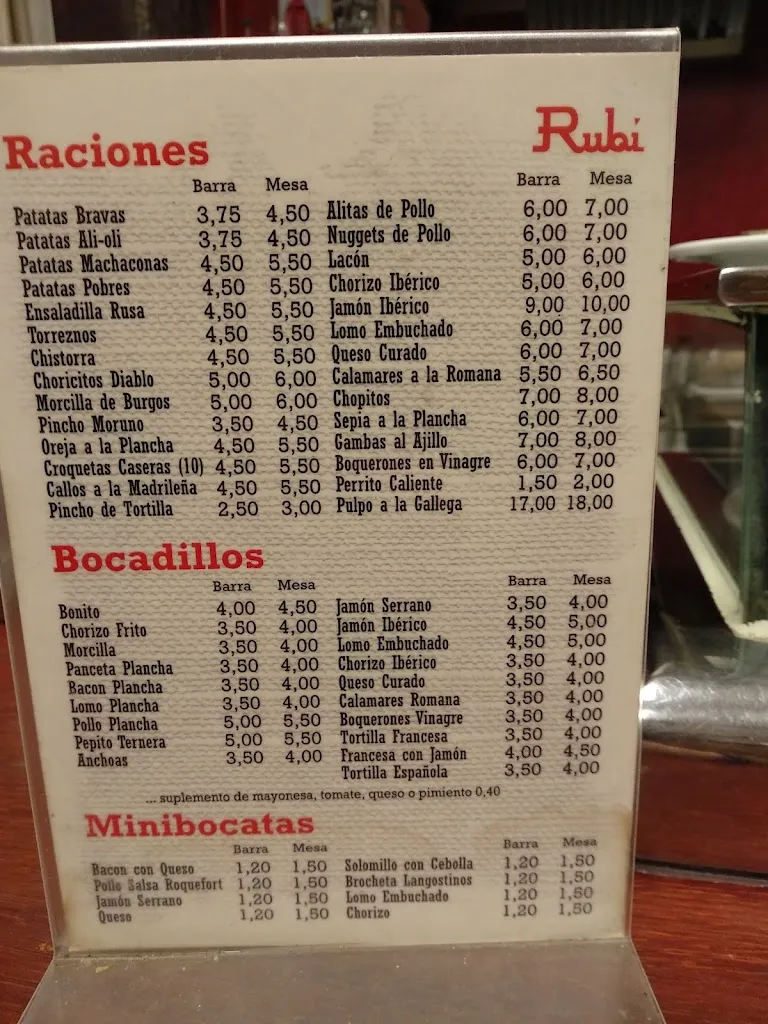 Rubí
Raciones
Barra Mesa
Patatas Bravas 3,75 4,50
Patatas Ali-oli 3,75 4,50
Patatas Machaconas 4,50 5,50
Patatas Pobres 4,50 5,50
Ensaladilla Rusa 4,50 5,50
Torreznos 4,50 5,50
Chistorra 4,50 5,50
Choricitos Diablo 5,00 6,00
Morcilla de Burgos 5,00 6,00
Pincho Moruno 3,50 4,50
Oreja a la Plancha 4,50 5,50
Croquetas Caseras (10) 4,50 5,50
Callos a la Madrileña 4,50 5,50
Pincho de Tortilla 2,50 3,00
Barra Mesa
Alitas de Pollo 6,00 7,00
Nuggets de Pollo 6,00 7,00
Lacón 5,00 6,00
Chorizo Ibérico 5,00 6,00
Jamón Ibérico 9,00 10,00
Lomo Embuchado 6,00 7,00
Queso Curado 6,00 7,00
Calamares a la Romana 5,50 6,50
Chopitos 7,00 8,00
Sepia a la Plancha 6,00 7,00
Gambas al Ajillo 7,00 8,00
Boquerones en Vinagre 6,00 7,00
Perrito Caliente 1,50 2,00
Pulpo a la Gallega 17,00 18,00
Bocadillos
Barra Mesa
Bonito 4,00 4,50
Chorizo Frito 3,50 4,00
Morcilla 3,50 4,00
Panceta Plancha 3,50 4,00
Bacon Plancha 3,50 4,00
Lomo Plancha 3,50 4,00
Pollo Plancha 5,00 5,50
Pepito Ternera 5,00 5,50
Anchoas 3,50 4,00
Barra Mesa
Jamón Serrano 3,50 4,00
Jamón Ibérico 4,50 5,00
Lomo Embuchado 4,50 5,00
Chorizo Ibérico 3,50 4,00
Queso Curado 3,50 4,00
Calamares Romana 3,50 4,00
Boquerones Vinagre 3,50 4,00
Tortilla Francesa 3,50 4,00
Francesa con Jamón 4,00 4,50
Tortilla Española 3,50 4,00
... suplemento de mayonesa, tomate, queso o pimiento 0,40
Minibocatas
Barra Mesa
Bacon con Queso 1,20 1,50
Pollo Salsa Roquefort 1,20 1,50
Jamón Serrano 1,20 1,50
Queso 1,20 1,50
Barra Mesa
Solomillo con Cebolla 1,20 1,50
Brocheta Langostinos 1,20 1,50
Lomo Embuchado 1,20 1,50
Chorizo 1,20 1,50